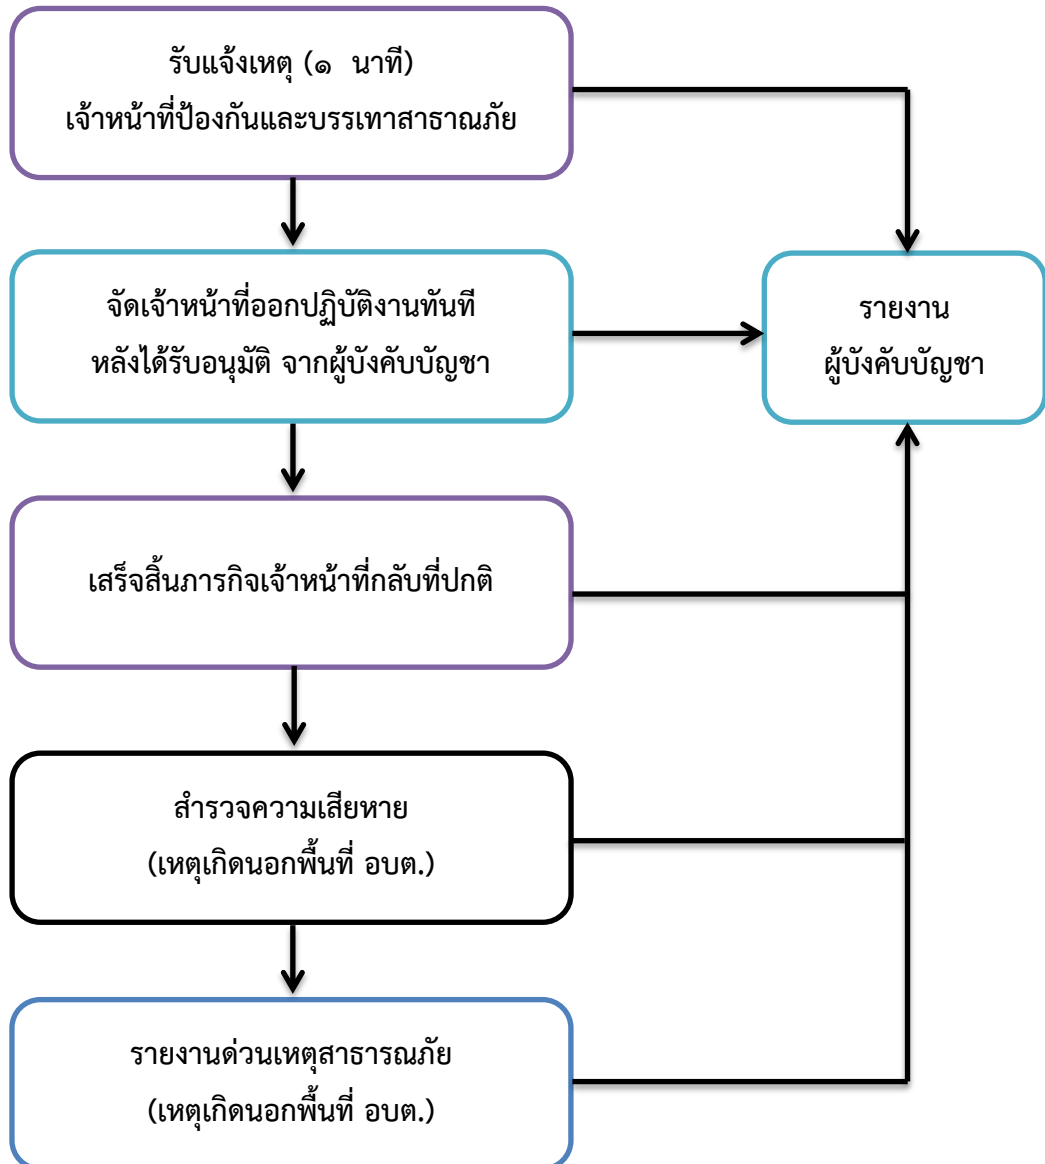 รับแจ้งเหตุ (๑ นาที)
เจ้าหน้าที่ป้องกันและบรรเทาสาธาณภัย
จัดเจ้าหน้าที่ออกปฏิบัติงานทันที
หลังได้รับอนุมัติ จากผู้บังคับบัญชา
รายงาน
ผู้บังคับบัญชา
เสร็จสิ้นภารกิจเจ้าหน้าที่กลับที่ปกติ
สำรวจความเสียหาย
(เหตุเกิดนอกพื้นที่ อบต.)
รายงานด่วนเหตุสาธารณภัย
(เหตุเกิดนอกพื้นที่ อบต.)